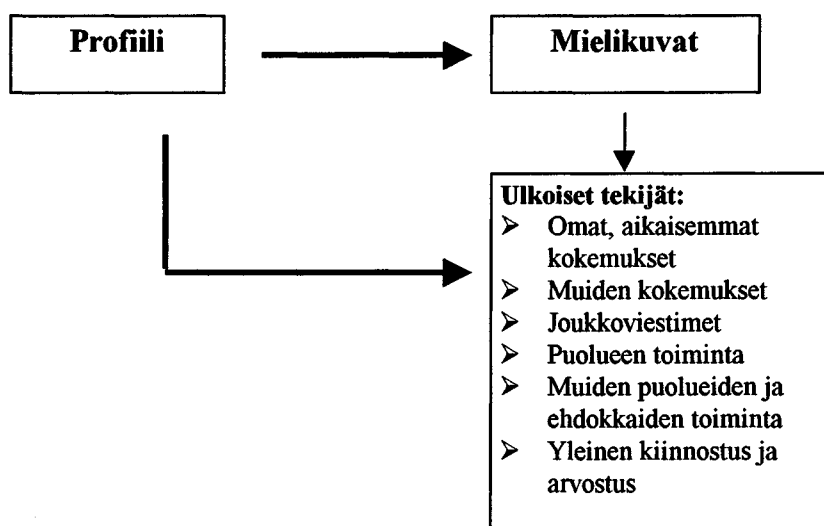 Profiili
Mielikuvat
Ulkoiset tekijät:
➢ Omat, aikaisemmat
kokemukset
➢ Muiden kokemukset
➢ Joukkoviestimet
➢ Puolueen toiminta
➢ Muiden puolueiden ja
ehdokkaiden toiminta
➢ Yleinen kiinnostus ja
arvostus